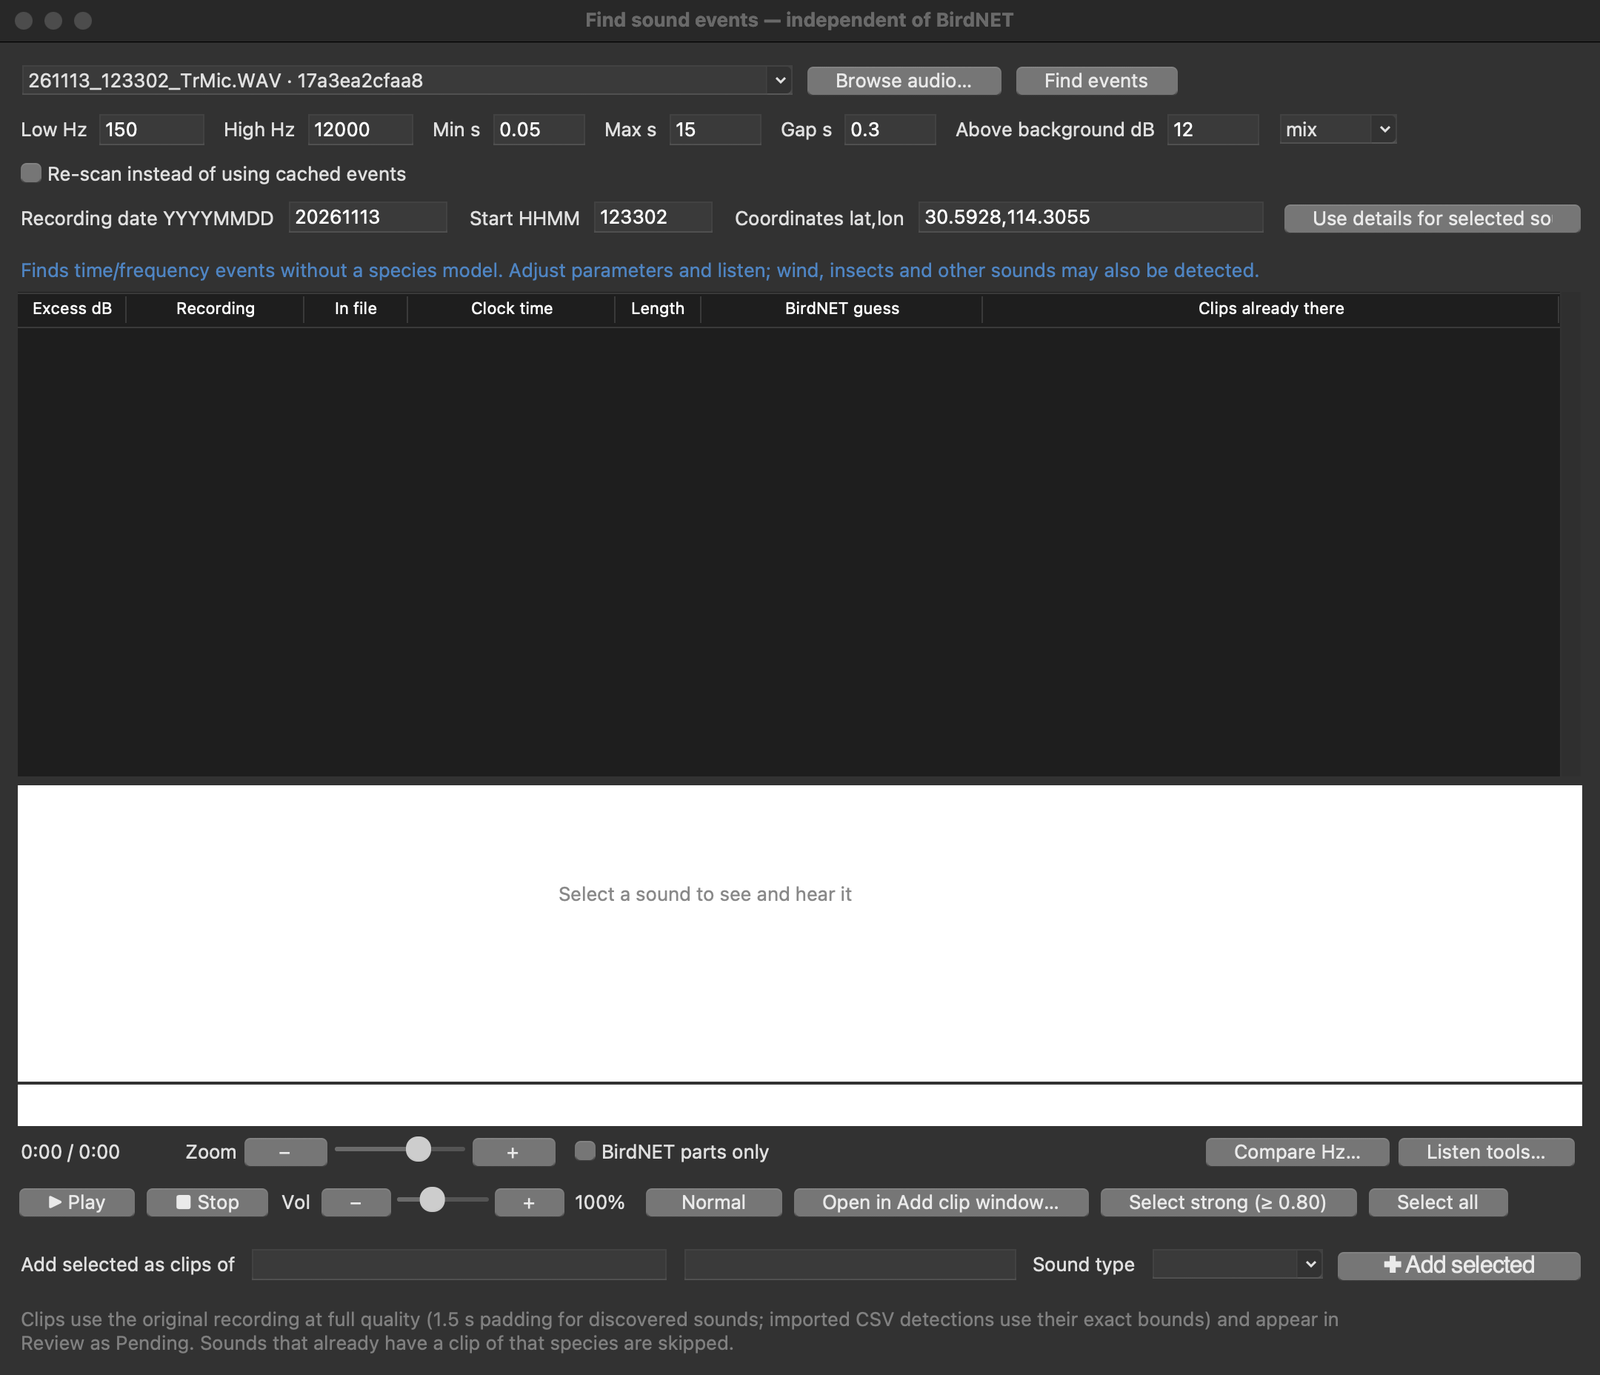 Find sound events — independent of BirdNET
261113_123302_TrMic.WAV · 17a3ea2cfaa8 Browse audio... Find events
Low Hz 150 High Hz 12000 Min s 0.05 Max s 15 Gap s 0.3 Above background dB 12 mix
Re-scan instead of using cached events
Recording date YYYYMMDD 20261113 Start HHMM 123302 Coordinates lat,lon 30.5928,114.3055 Use details for selected so
Finds time/frequency events without a species model. Adjust parameters and listen; wind, insects and other sounds may also be detected.
Excess dB Recording In file Clock time Length BirdNET guess Clips already there
Select a sound to see and hear it
0:00 / 0:00 Zoom − + BirdNET parts only Compare Hz... Listen tools...
▶ Play ■ Stop Vol − + 100% Normal Open in Add clip window... Select strong (≥ 0.80) Select all
Add selected as clips of Sound type ✚ Add selected
Clips use the original recording at full quality (1.5 s padding for discovered sounds; imported CSV detections use their exact bounds) and appear in
Review as Pending. Sounds that already have a clip of that species are skipped.